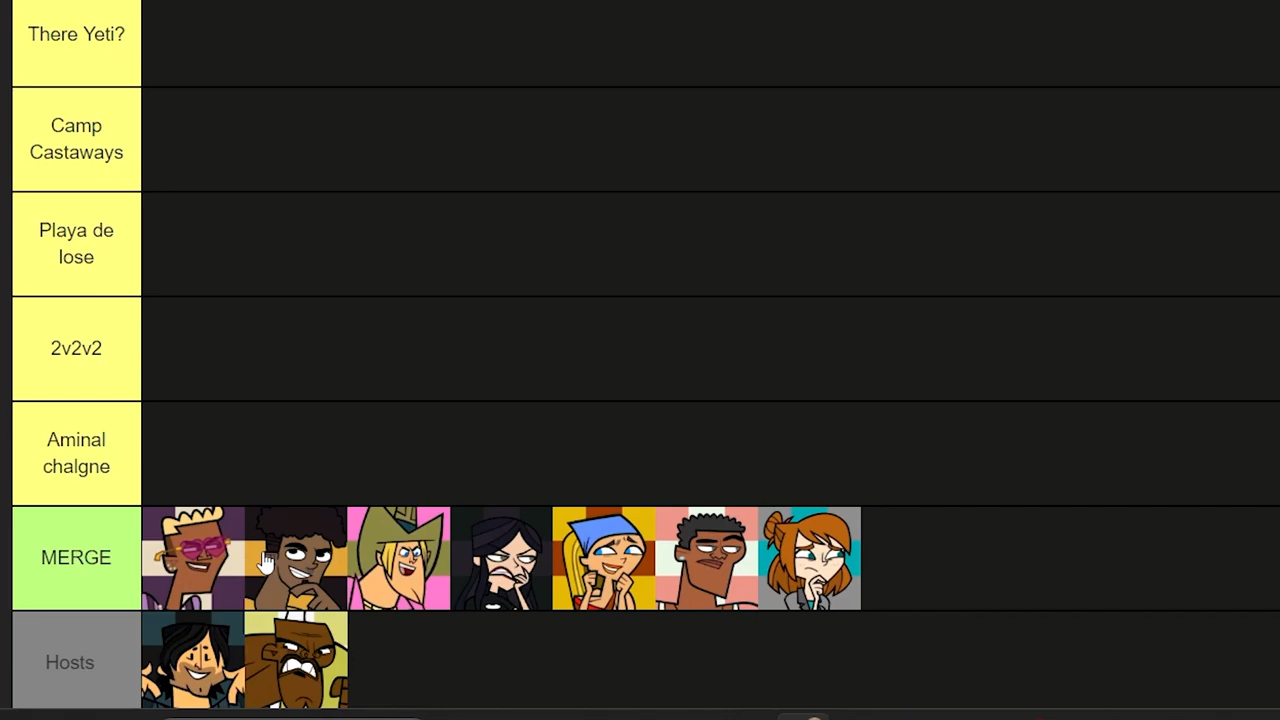 There Yeti?
Camp
Castaways
Playa de
lose
2v2v2
Aminal
chalgne
MERGE
Hosts